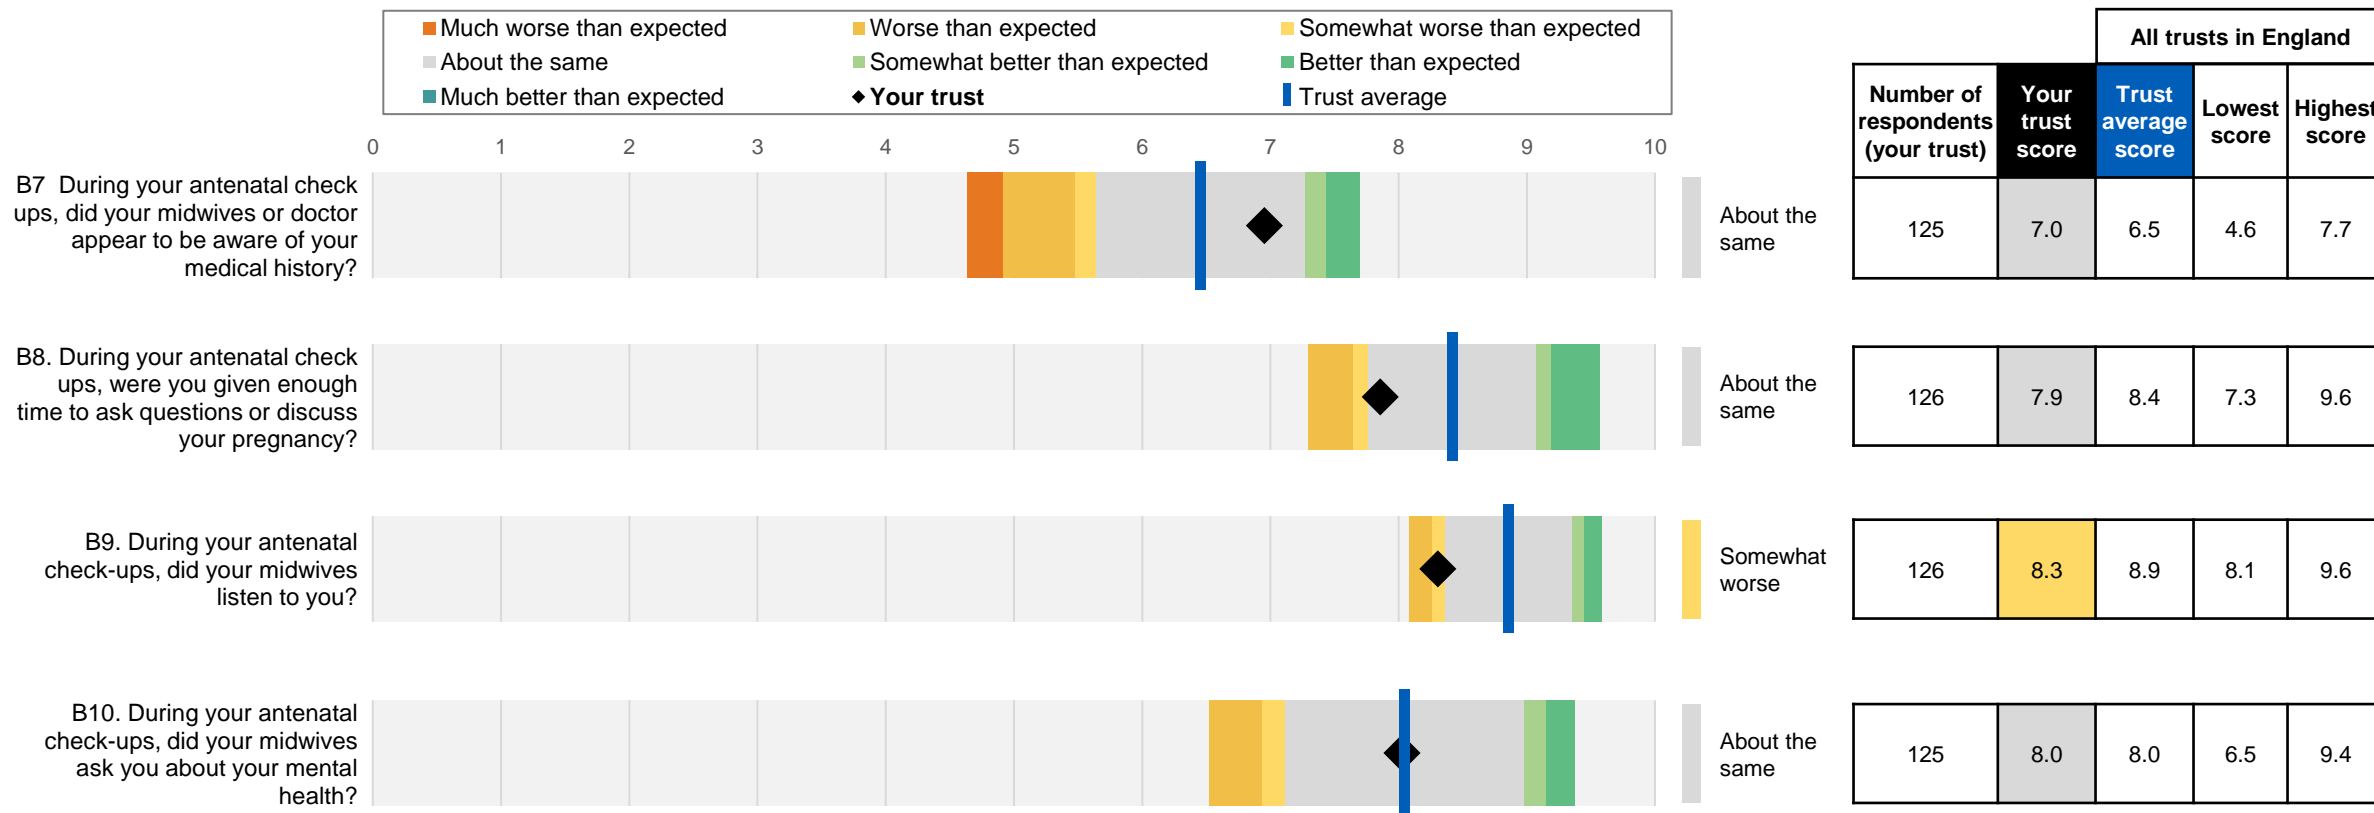 Much worse than expected
Worse than expected
Somewhat worse than expected
About the same
Somewhat better than expected
Better than expected
Much better than expected
Your trust
Trust average
All trusts in England
Number of
respondents
(your trust)
Your
trust
score
Trust
average
score
Lowest
score
Highest
score
0 1 2 3 4 5 6 7 8 9 10
B7 During your antenatal check
ups, did your midwives or doctor
appear to be aware of your
medical history?
About the
same
125 7.0 6.5 4.6 7.7
B8. During your antenatal check
ups, were you given enough
time to ask questions or discuss
your pregnancy?
About the
same
126 7.9 8.4 7.3 9.6
B9. During your antenatal
check-ups, did your midwives
listen to you?
Somewhat
worse
126 8.3 8.9 8.1 9.6
B10. During your antenatal
check-ups, did your midwives
ask you about your mental
health?
About the
same
125 8.0 8.0 6.5 9.4